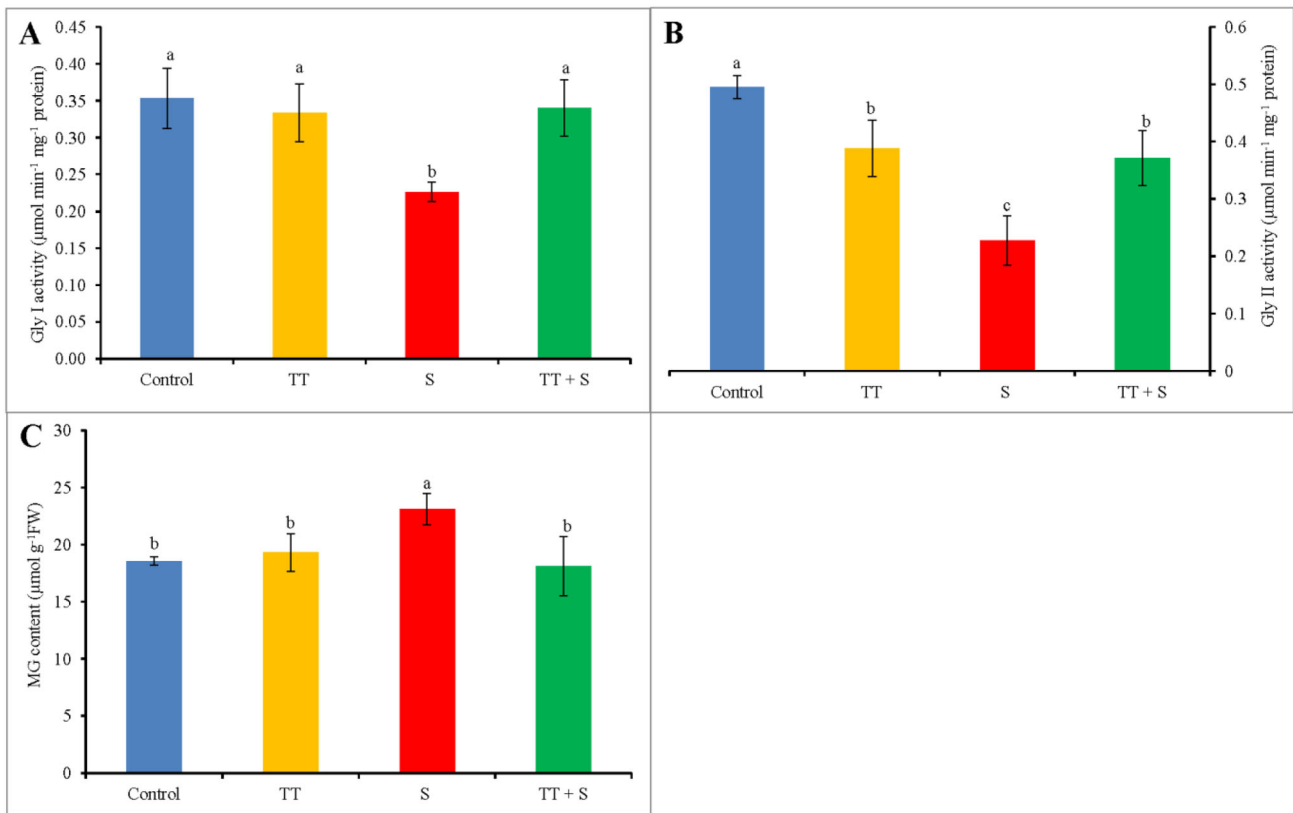 A
Gly I activity (µmol min⁻¹ mg⁻¹ protein)
0.45
0.40
0.35
0.30
0.25
0.20
0.15
0.10
0.05
0.00
a
a
b
a
Control
TT
S
TT + S
B
a
b
c
b
Control
TT
S
TT + S
0.6
0.5
0.4
0.3
0.2
0.1
0
Gly II activity (µmol min⁻¹ mg⁻¹ protein)
C
MG content (µmol g⁻¹FW)
30
25
20
15
10
5
0
b
b
a
b
Control
TT
S
TT + S